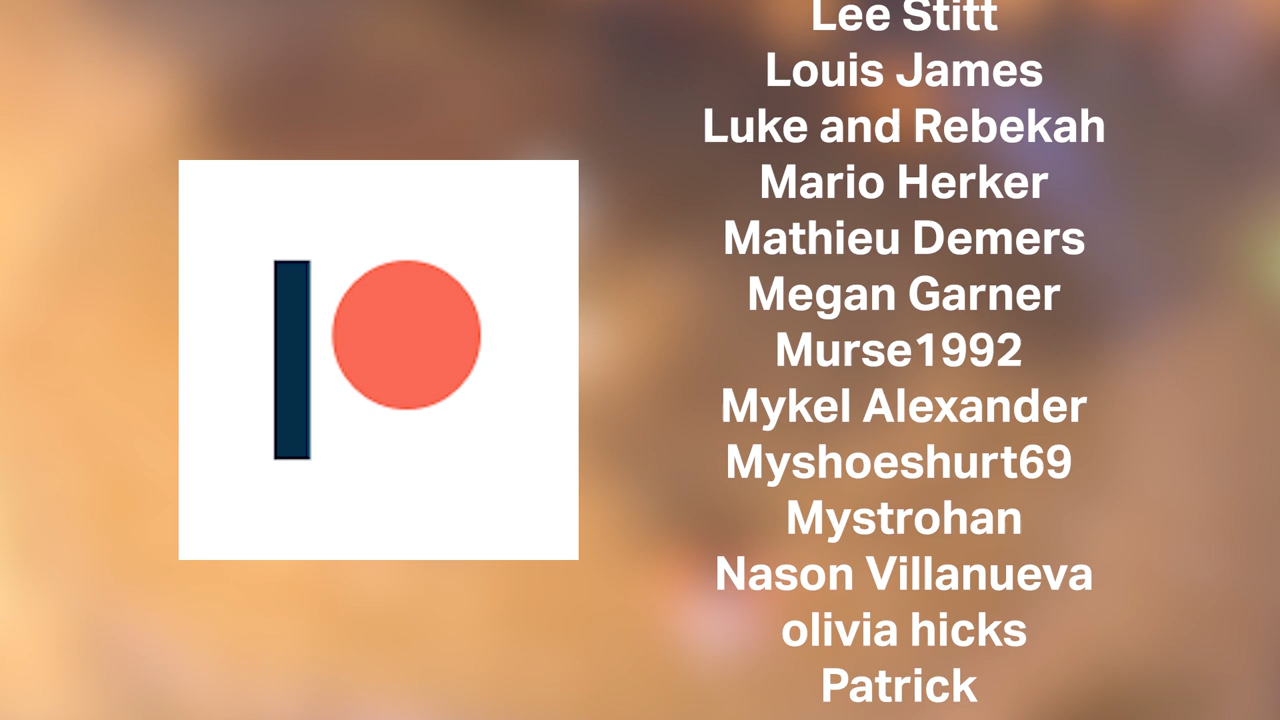 Lee Stitt
Louis James
Luke and Rebekah
Mario Herker
Mathieu Demers
Megan Garner
Murse1992
Mykel Alexander
Myshoeshurt69
Mystrohan
Nason Villanueva
olivia hicks
Patrick